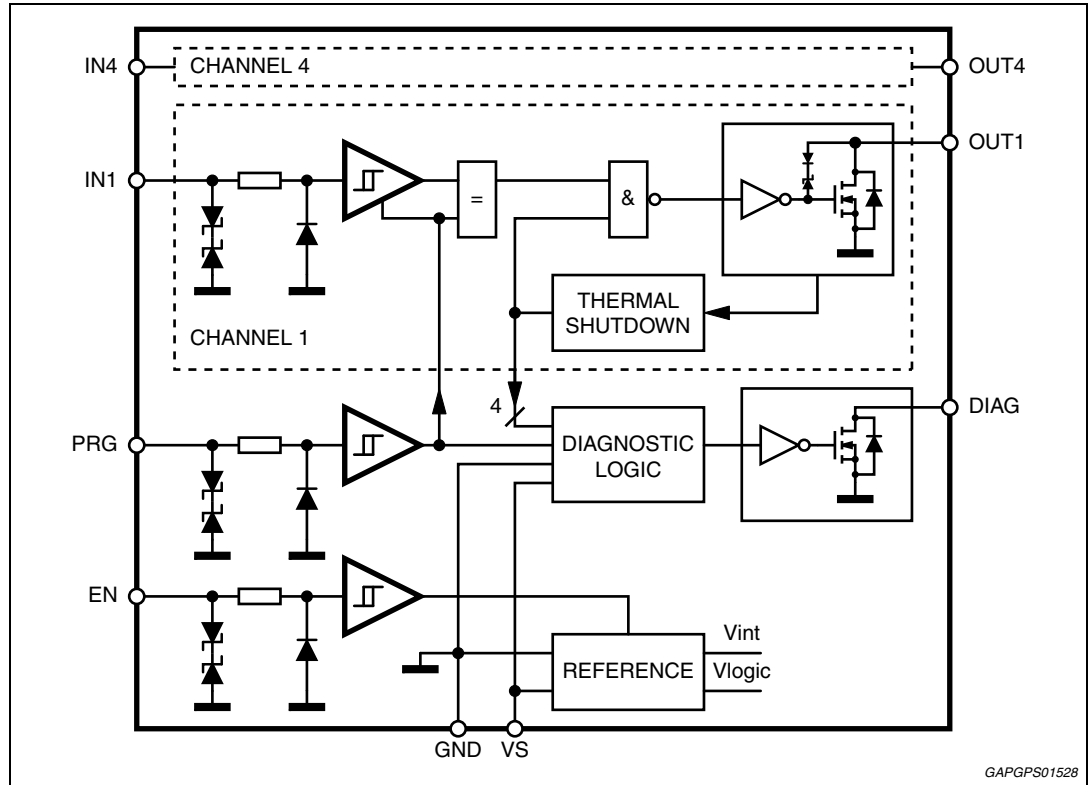 IN4
CHANNEL 4
OUT4
OUT1
IN1
=
&
THERMAL
SHUTDOWN
CHANNEL 1
4
DIAG
PRG
DIAGNOSTIC
LOGIC
EN
Vint
REFERENCE
Vlogic
GND
VS
GAPGPS01528